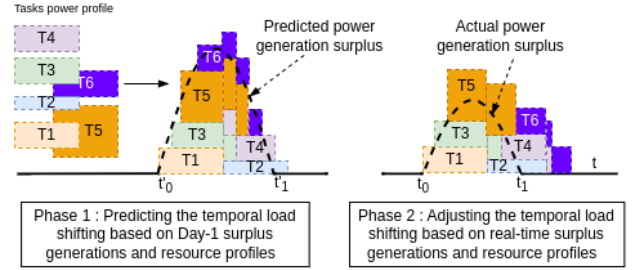 Tasks power profile
T4
T3
T6
T2
T1
T5
Predicted power
generation surplus
T6
T5
T3
T4
T1
T2
t'0
t'1
Actual power
generation surplus
T5
T6
T3
T4
T1
T2
t
t0
t1
Phase 1 : Predicting the temporal load
shifting based on Day-1 surplus
generations and resource profiles
Phase 2 : Adjusting the temporal load
shifting based on real-time surplus
generations and resource profiles